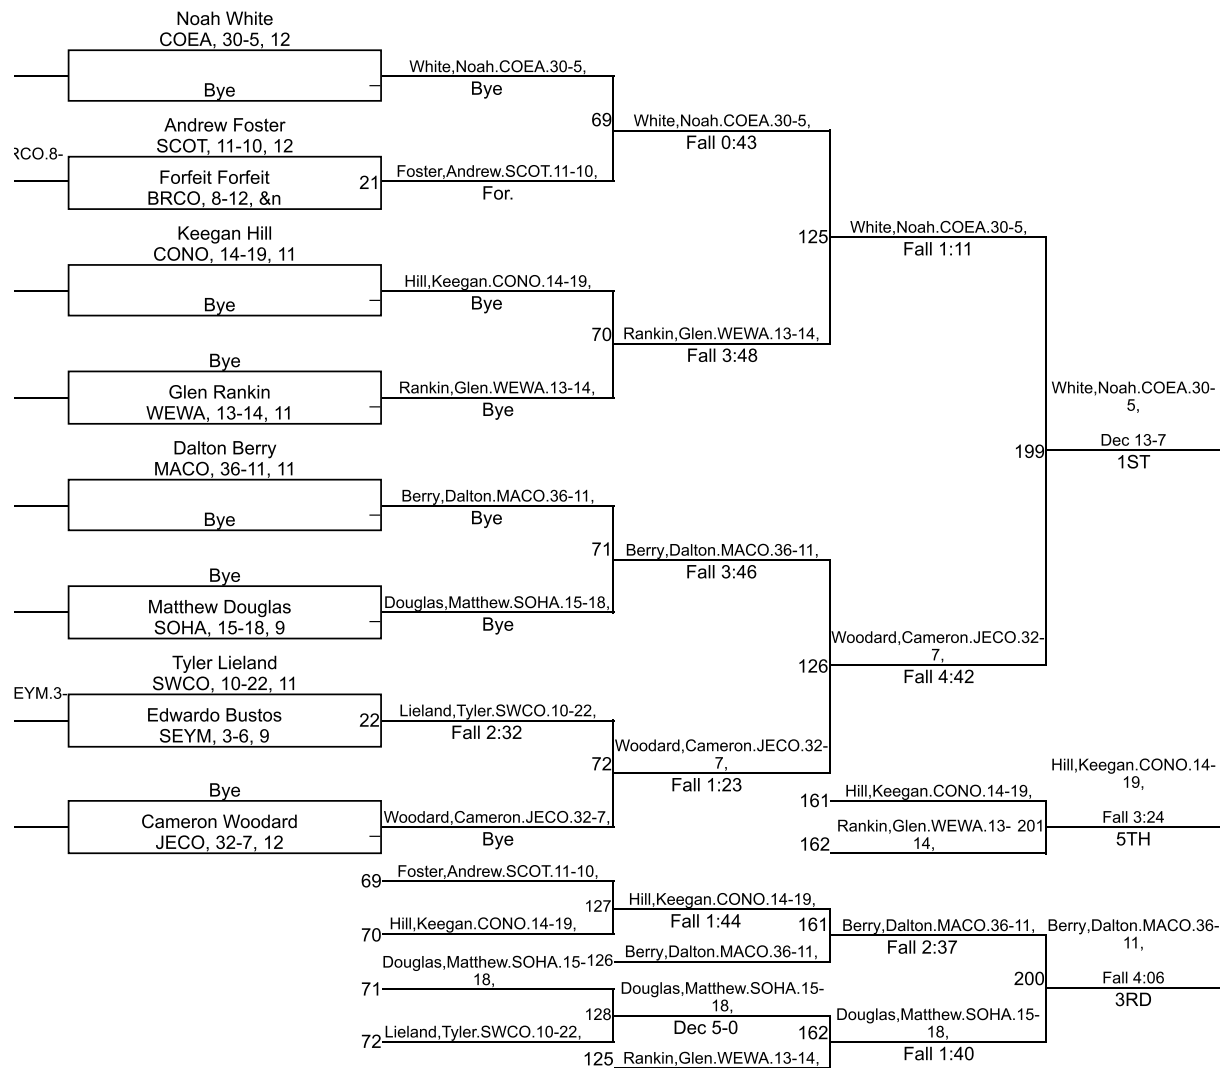 Noah White
COEA, 30-5, 12
Bye
White,Noah.COEA.30-5,
Bye
69
White,Noah.COEA.30-5,
Fall 0:43
RCO.8-
Andrew Foster
SCOT, 11-10, 12
Forfeit Forfeit
BRCO, 8-12, &n
21
Foster,Andrew.SCOT.11-10,
For.
125
White,Noah.COEA.30-5,
Fall 1:11
Keegan Hill
CONO, 14-19, 11
Bye
Hill,Keegan.CONO.14-19,
Bye
70
Rankin,Glen.WEWA.13-14,
Fall 3:48
Bye
Glen Rankin
WEWA, 13-14, 11
Rankin,Glen.WEWA.13-14,
Bye
199
White,Noah.COEA.30-
5,
Dec 13-7
1ST
Dalton Berry
MACO, 36-11, 11
Bye
Berry,Dalton.MACO.36-11,
Bye
71
Berry,Dalton.MACO.36-11,
Fall 3:46
Bye
Matthew Douglas
SOHA, 15-18, 9
Douglas,Matthew.SOHA.15-18,
Bye
126
Woodard,Cameron.JECO.32-
7,
Fall 4:42
EYM.3-
Tyler Lieland
SWCO, 10-22, 11
Edwardo Bustos
SEYM, 3-6, 9
22
Lieland,Tyler.SWCO.10-22,
Fall 2:32
72
Woodard,Cameron.JECO.32-
7,
Fall 1:23
Bye
Cameron Woodard
JECO, 32-7, 12
Woodard,Cameron.JECO.32-7,
Bye
161
Hill,Keegan.CONO.14-19,
162
Rankin,Glen.WEWA.13-
14,
201
Hill,Keegan.CONO.14-
19,
Fall 3:24
5TH
69
Foster,Andrew.SCOT.11-10,
70
Hill,Keegan.CONO.14-19,
127
Hill,Keegan.CONO.14-19,
Fall 1:44
126
Berry,Dalton.MACO.36-11,
161
Berry,Dalton.MACO.36-11,
Fall 2:37
71
Douglas,Matthew.SOHA.15-
18,
72
Lieland,Tyler.SWCO.10-22,
128
Douglas,Matthew.SOHA.15-
18,
Dec 5-0
125
Rankin,Glen.WEWA.13-14,
162
Douglas,Matthew.SOHA.15-
18,
Fall 1:40
200
Berry,Dalton.MACO.36-
11,
Fall 4:06
3RD